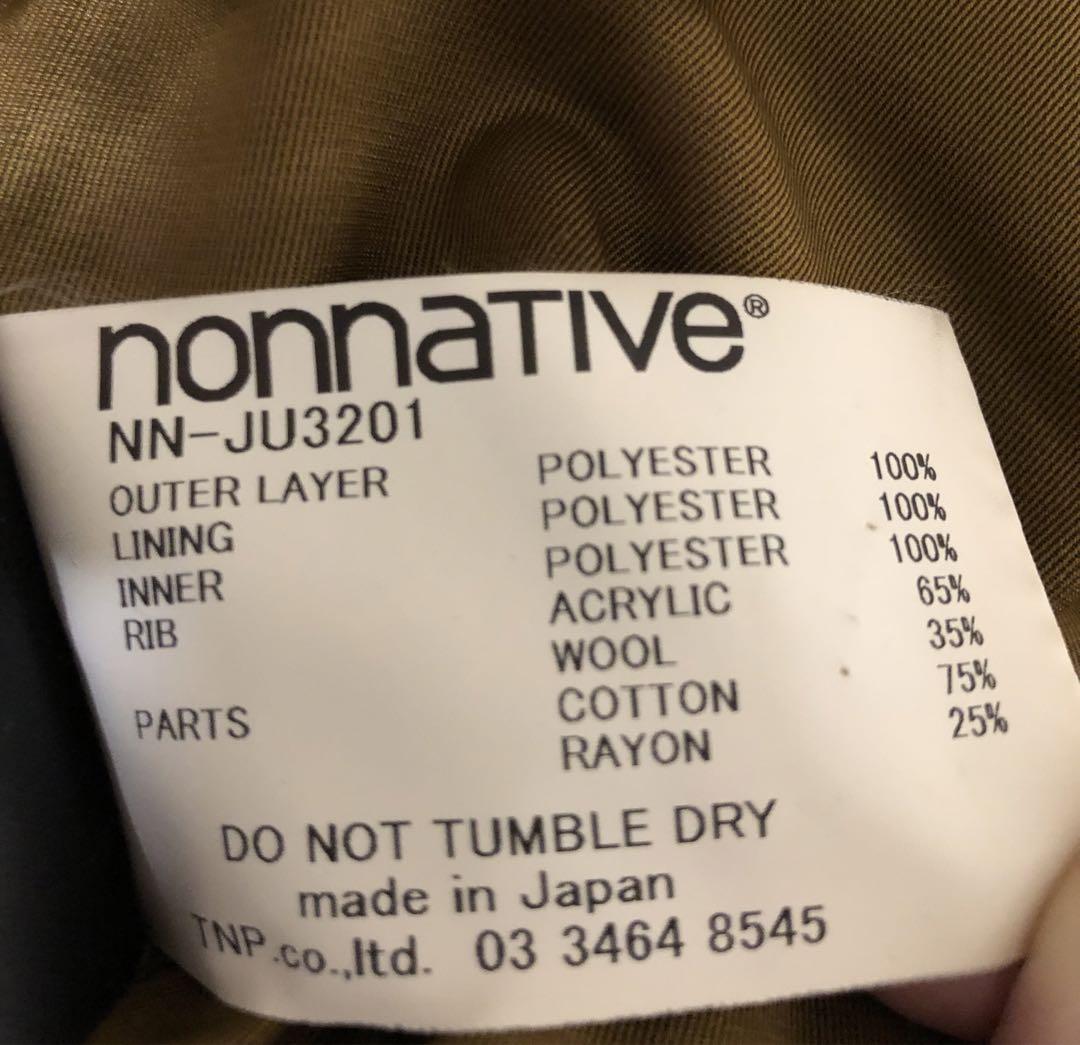 nonnative®
NN-JU3201
OUTER LAYER POLYESTER 100%
LINING POLYESTER 100%
INNER POLYESTER 100%
RIB ACRYLIC 65%
WOOL 35%
PARTS COTTON 75%
RAYON 25%
DO NOT TUMBLE DRY
made in Japan
TNP.co.,ltd. 03 3464 8545